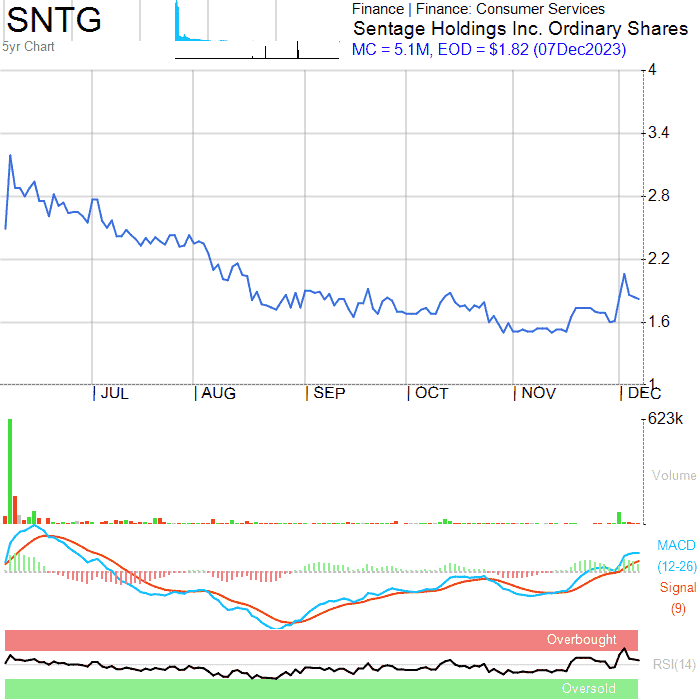 SNTG
5yr Chart
Finance | Finance: Consumer Services
Sentage Holdings Inc. Ordinary Shares
MC = 5.1M, EOD = $1.82 (07Dec2023)
4
3.4
2.8
2.2
1.6
1
JUL
AUG
SEP
OCT
NOV
DEC
623k
Volume
MACD
(12-26)
Signal
(9)
Overbought
RSI(14)
Oversold